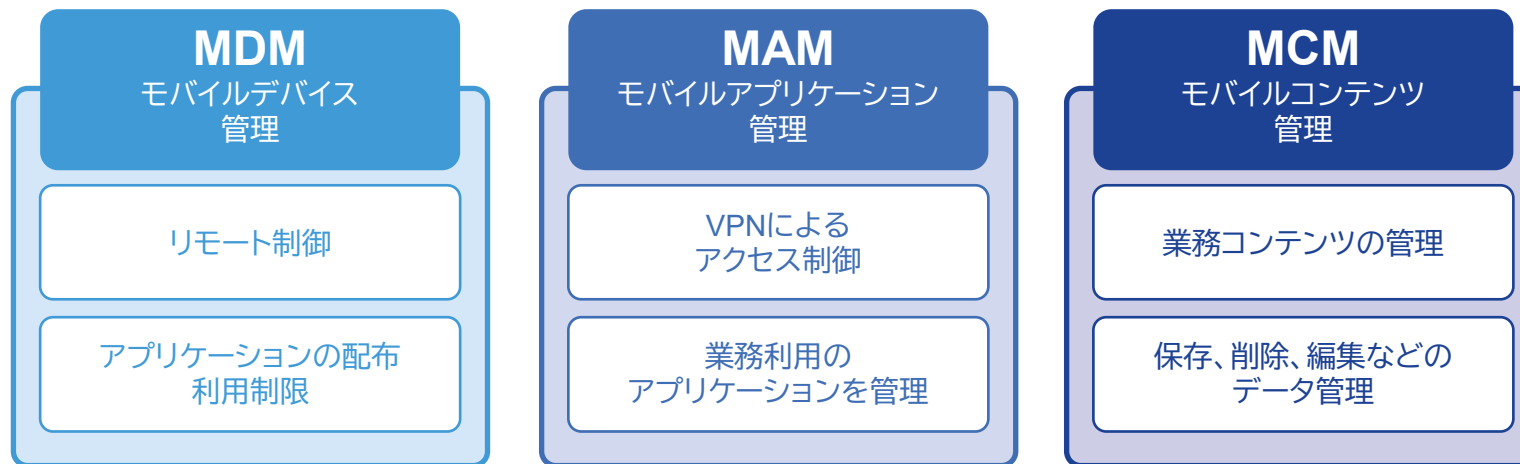 MDM
モバイルデバイス
管理
リモート制御
アプリケーションの配布
利用制限
MAM
モバイルアプリケーション
管理
VPNによる
アクセス制御
業務利用の
アプリケーションを管理
MCM
モバイルコンテンツ
管理
業務コンテンツの管理
保存、削除、編集などの
データ管理